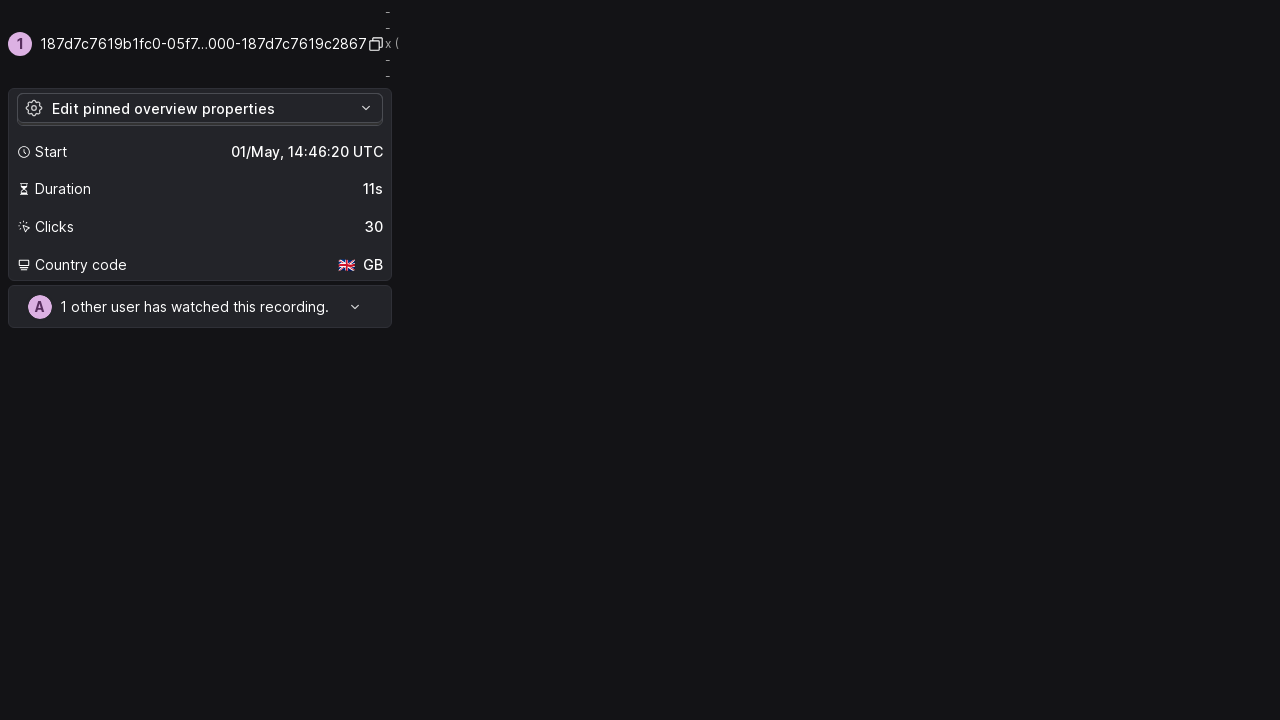 1 187d7c7619b1fc0-05f7...000-187d7c7619c2867
-
-
x (
-
-
Edit pinned overview properties
Start 01/May, 14:46:20 UTC
Duration 11s
Clicks 30
Country code 🇬🇧 GB
A 1 other user has watched this recording.